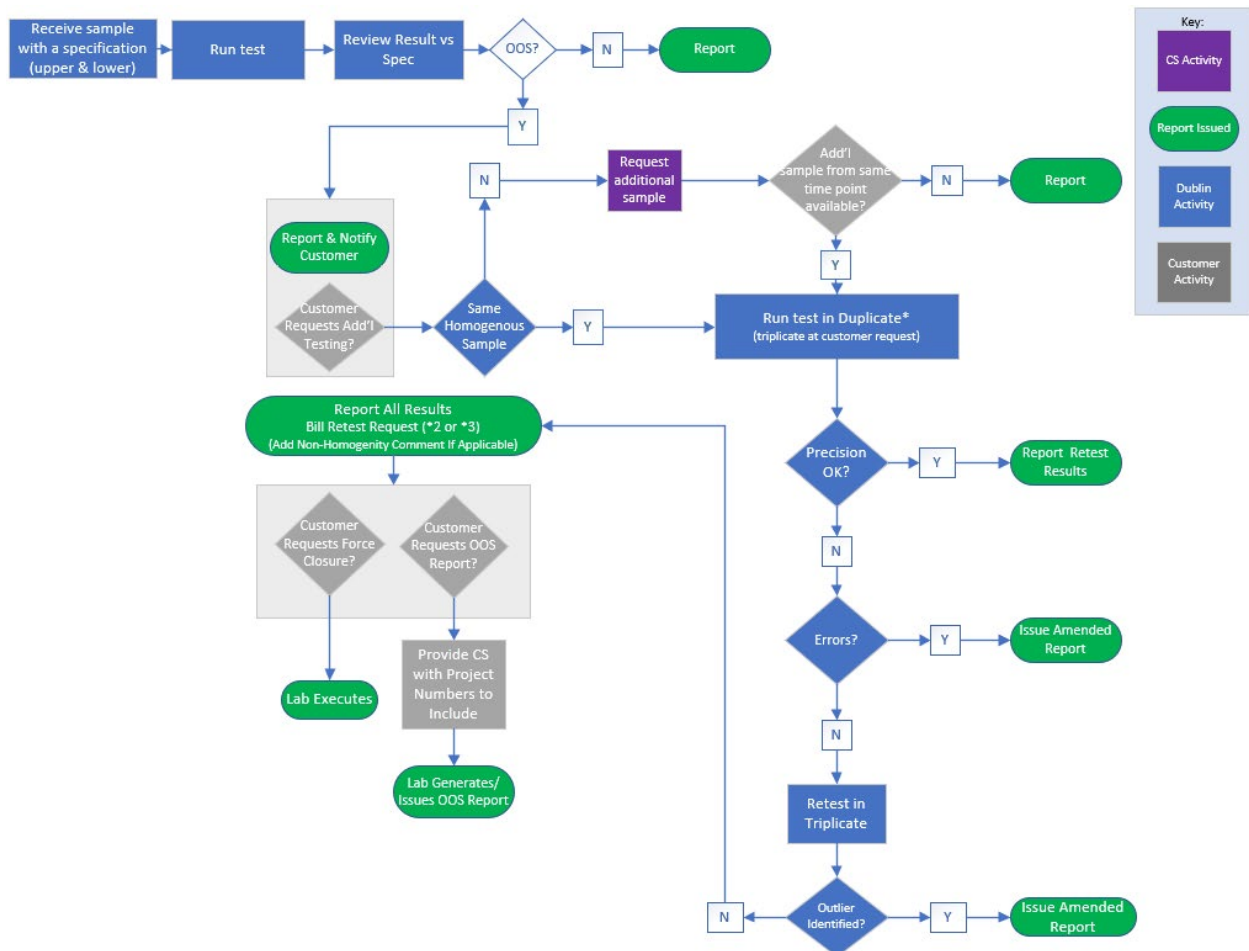 Receive sample
with a specification
(upper & lower)
Run test
Review Result vs
Spec
OOS?
N
Report
Key:
CS Activity
Report Issued
Dublin
Activity
Customer
Activity
Y
N
Request
additional
sample
Add'l
sample from same
time point
available?
N
Report
Report & Notify
Customer
Y
Customer
Requests Add'l
Testing?
Same
Homogenous
Sample
Y
Run test in Duplicate*
(triplicate at customer request)
Report All Results
Bill Retest Request (*2 or *3)
(Add Non-Homogenity Comment If Applicable)
Precision
OK?
Y
Report Retest
Results
Customer
Requests Force
Closure?
Customer
Requests OOS
Report?
N
Errors?
Y
Issue Amended
Report
Provide CS
with Project
Numbers to
Include
Lab Executes
N
Lab Generates/
Issues OOS Report
Retest in
Triplicate
N
Outlier
Identified?
Y
Issue Amended
Report